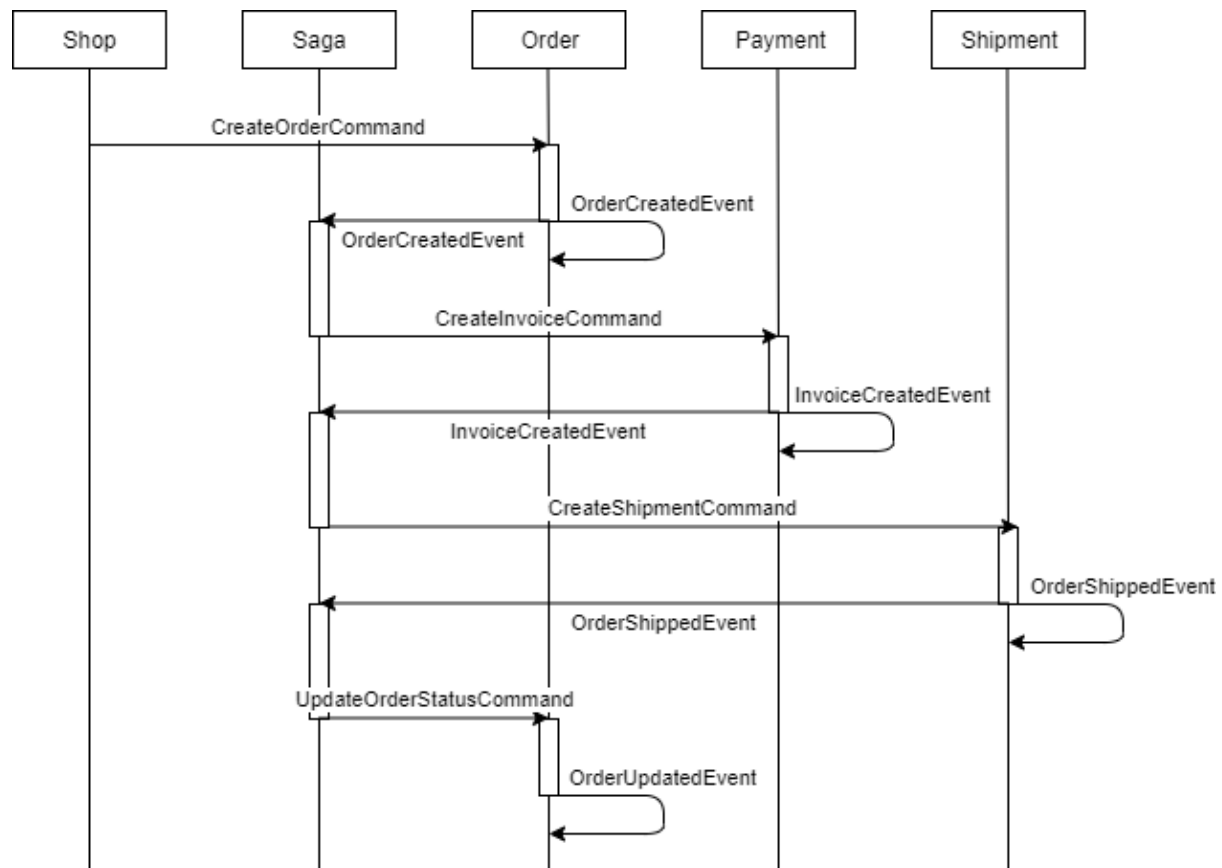 Shop
Saga
Order
Payment
Shipment
CreateOrderCommand
OrderCreatedEvent
OrderCreatedEvent
CreateInvoiceCommand
InvoiceCreatedEvent
InvoiceCreatedEvent
CreateShipmentCommand
OrderShippedEvent
OrderShippedEvent
UpdateOrderStatusCommand
OrderUpdatedEvent